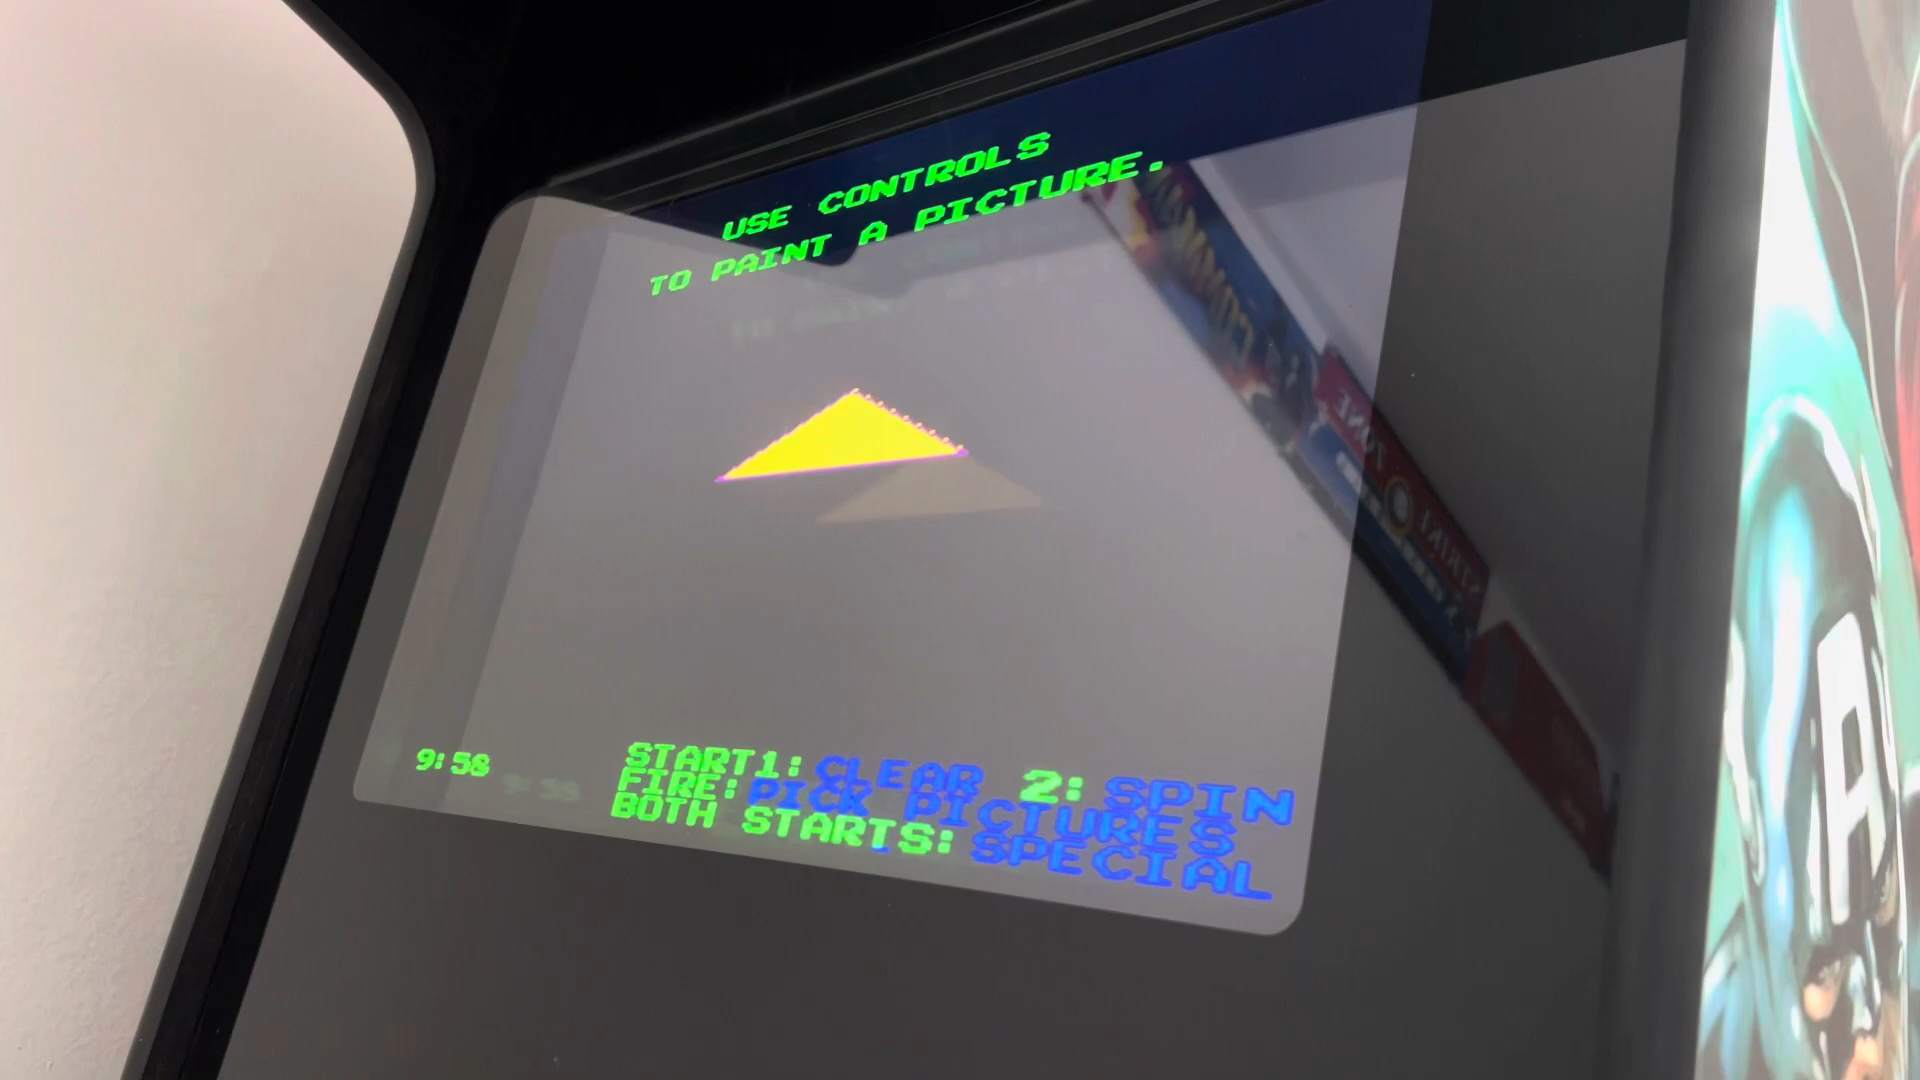 USE CONTROLS
TO PAINT A PICTURE.
9:58
START1: CLEAR 2: SPIN
FIRE: PICK PICTURES
BOTH STARTS: SPECIAL
A